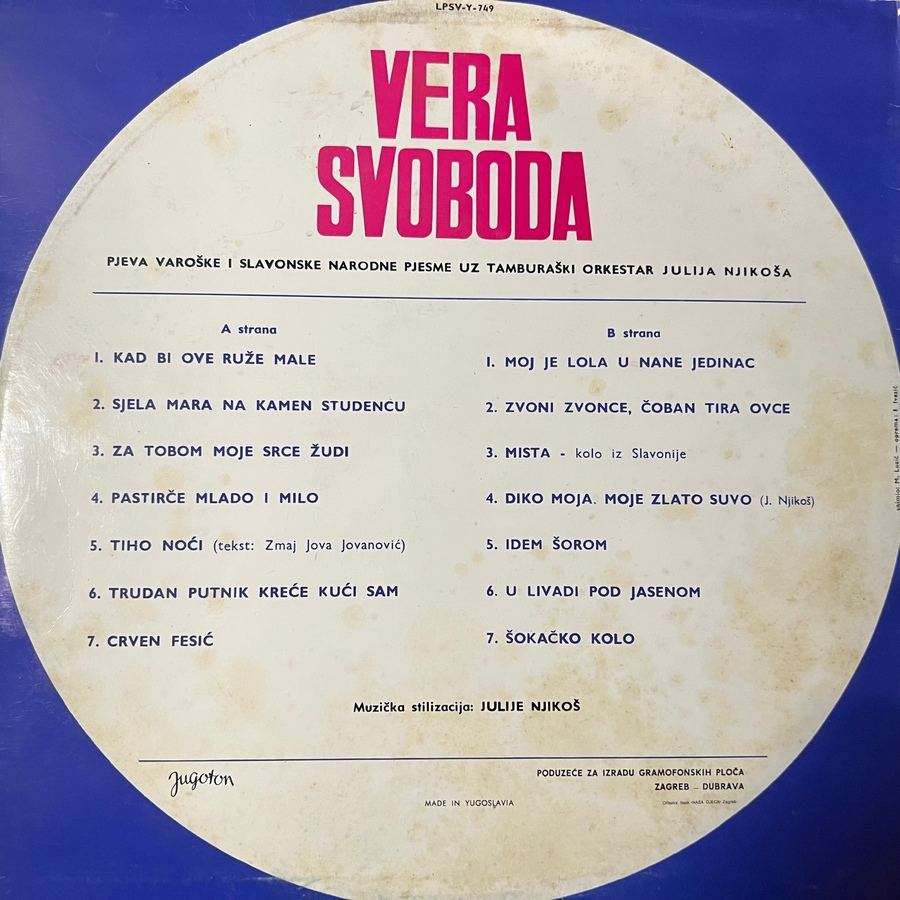 LPSV-Y-749
VERA
SVOBODA
PJEVA VAROŠKE I SLAVONSKE NARODNE PJESME UZ TAMBURAŠKI ORKESTAR JULIJA NJIKOŠA
A strana
1. KAD BI OVE RUŽE MALE
2. SJELA MARA NA KAMEN STUDENCU
3. ZA TOBOM MOJE SRCE ŽUDI
4. PASTIRČE MLADO I MILO
5. TIHO NOĆI (tekst: Zmaj Jova Jovanović)
6. TRUDAN PUTNIK KREĆE KUĆI SAM
7. CRVEN FESIĆ
B strana
1. MOJ JE LOLA U NANE JEDINAC
2. ZVONI ZVONCE, ČOBAN TIRA OVCE
3. MISTA - kolo iz Slavonije
4. DIKO MOJA. MOJE ZLATO SUVO (J. Njikoš)
5. IDEM ŠOROM
6. U LIVADI POD JASENOM
7. ŠOKAČKO KOLO
Muzička stilizacija: JULIJE NJIKOŠ
Jugoton
PODUZEĆE ZA IZRADU GRAMOFONSKIH PLOČA
ZAGREB - DUBRAVA
MADE IN YUGOSLAVIA